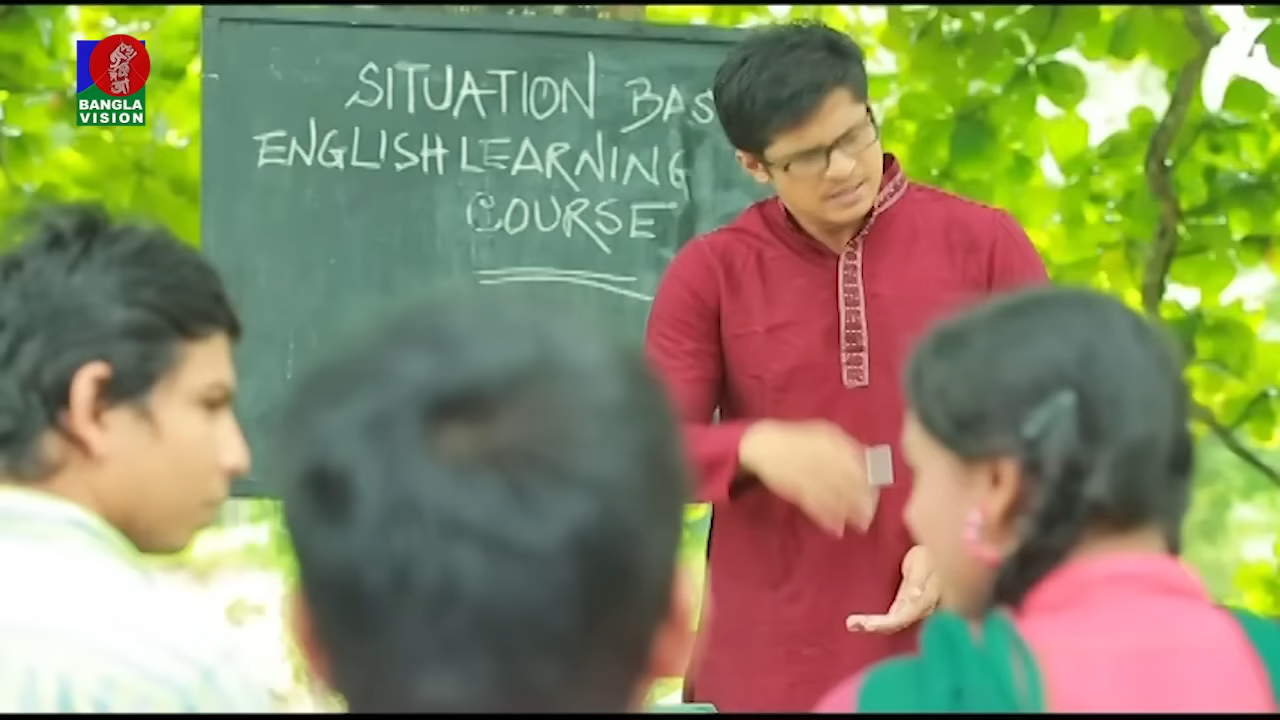 BANGLA
VISION
SITUATION BAS
ENGLISH LEARNING
COURSE